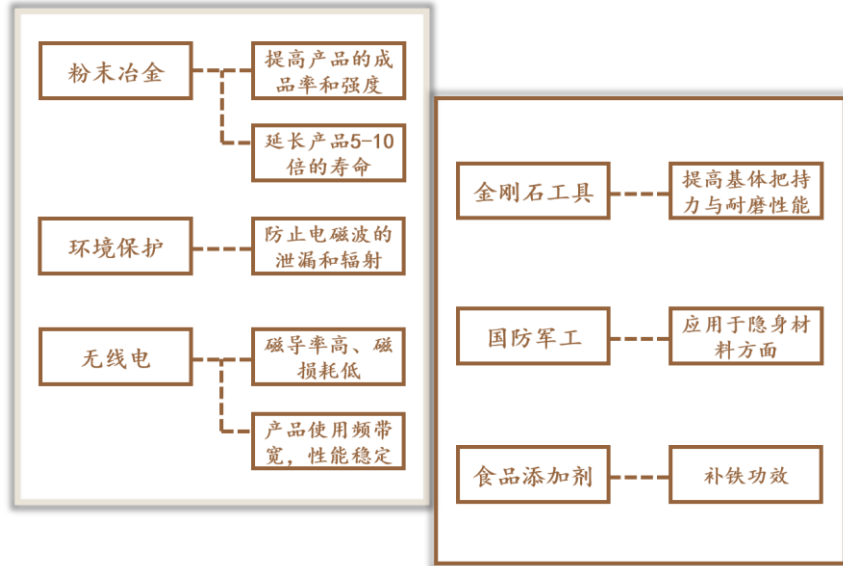 粉末冶金
提高产品的成
品率和强度
延长产品5-10
倍的寿命
环境保护
防止电磁波的
泄漏和辐射
无线电
磁导率高、磁
损耗低
产品使用频带
宽，性能稳定
金刚石工具
提高基体把持
力与耐磨性能
国防军工
应用于隐身材
料方面
食品添加剂
补铁功效